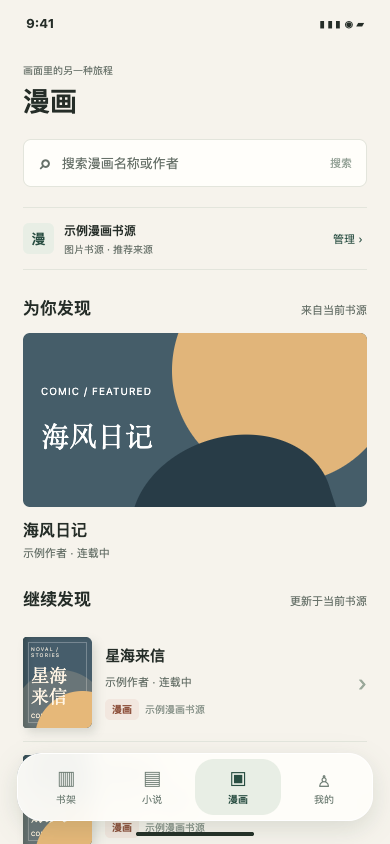 9:41
画面里的另一种旅程
漫画
搜索漫画名称或作者
搜索
漫
示例漫画书源
图片书源 · 推荐来源
管理 ›
为你发现
来自当前书源
COMIC / FEATURED
海风日记
海风日记
示例作者 · 连载中
继续发现
更新于当前书源
NOVAL /
STORIES
星海
来信
星海来信
示例作者 · 连载中
漫画
示例漫画书源
漫画
示例漫画书源
书架
小说
漫画
我的